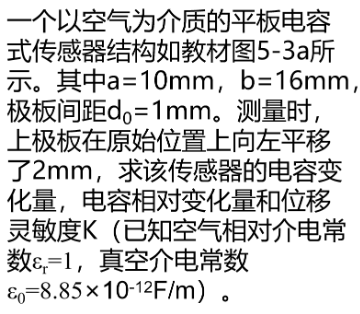 一个以空气为介质的平板电容
式传感器结构如教材图5-3a所
示。其中a=10mm，b=16mm，
极板间距d₀=1mm。测量时，
上极板在原始位置上向左平移
了2mm，求该传感器的电容变
化量，电容相对变化量和位移
灵敏度K（已知空气相对介电常
数εᵣ=1，真空介电常数
ε₀=8.85×10⁻¹²F/m）。